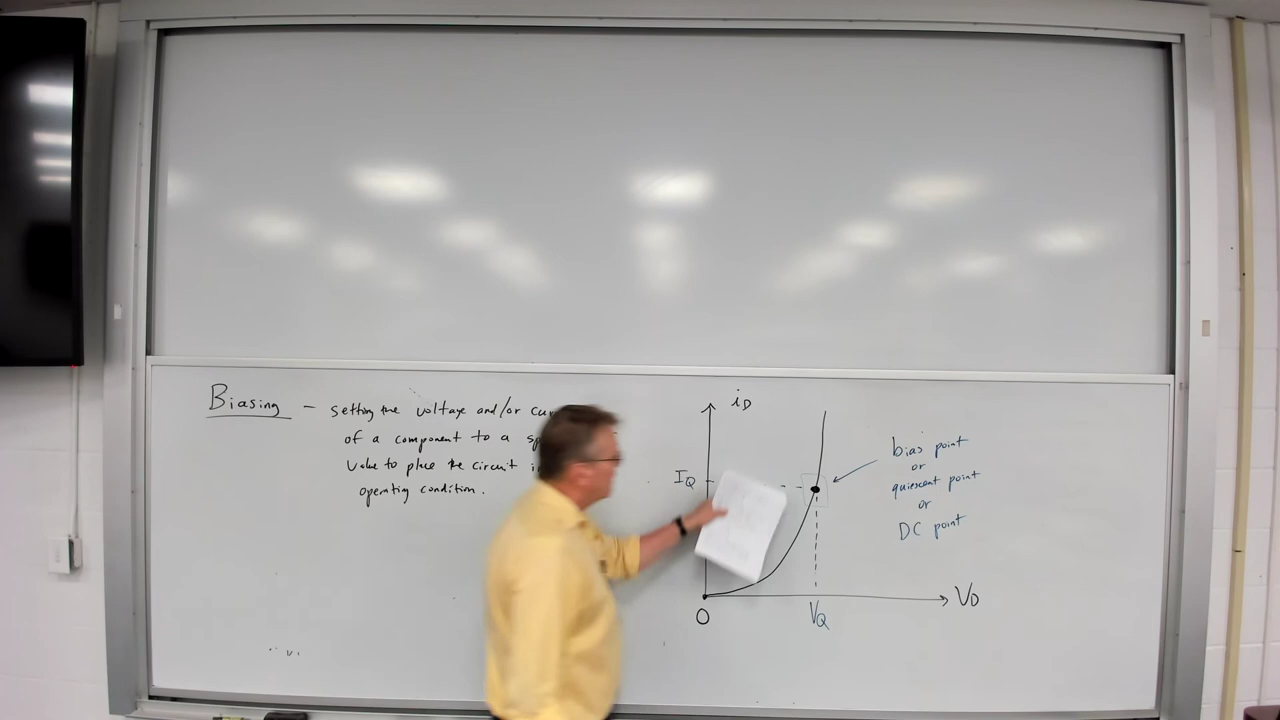 Biasing - setting the voltage and/or
of a component to a
value to place the circuit
operating condition.
iD
IQ
bias point
or
quiescent point
or
DC point
VD
O
VQ